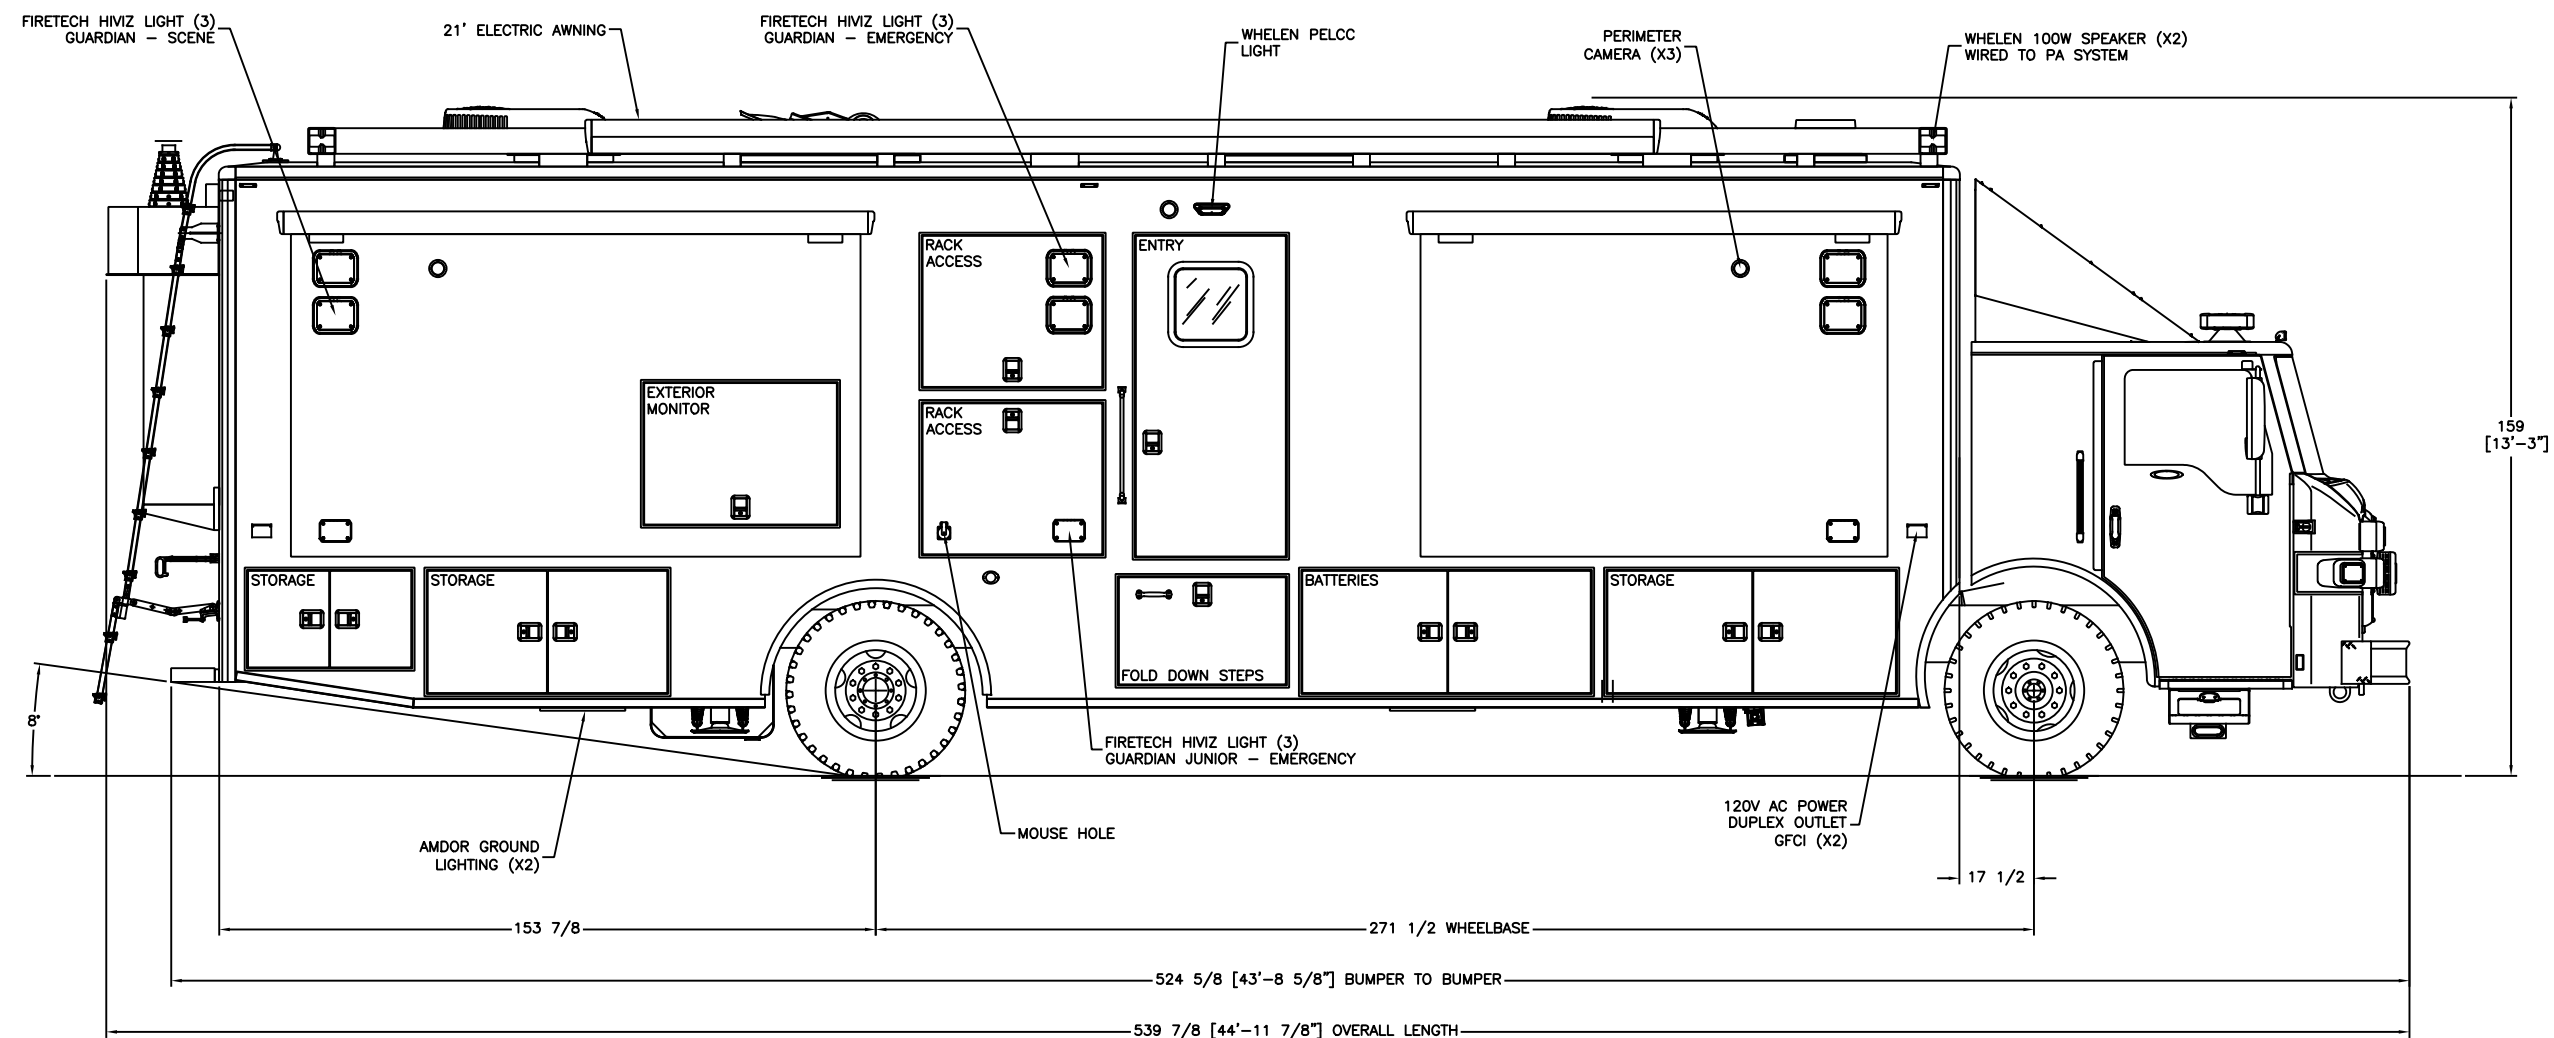 FIRETECH HIVIZ LIGHT (3)
GUARDIAN – SCENE
21' ELECTRIC AWNING
FIRETECH HIVIZ LIGHT (3)
GUARDIAN – EMERGENCY
WHELEN PELCC
LIGHT
PERIMETER
CAMERA (X3)
WHELEN 100W SPEAKER (X2)
WIRED TO PA SYSTEM
RACK
ACCESS
ENTRY
EXTERIOR
MONITOR
RACK
ACCESS
159
[13'–3"]
STORAGE
STORAGE
BATTERIES
STORAGE
FOLD DOWN STEPS
8°
FIRETECH HIVIZ LIGHT (3)
GUARDIAN JUNIOR – EMERGENCY
MOUSE HOLE
120V AC POWER
DUPLEX OUTLET
GFCI (X2)
AMDOR GROUND
LIGHTING (X2)
17 1/2
153 7/8
271 1/2 WHEELBASE
524 5/8 [43'–8 5/8"] BUMPER TO BUMPER
539 7/8 [44'–11 7/8"] OVERALL LENGTH